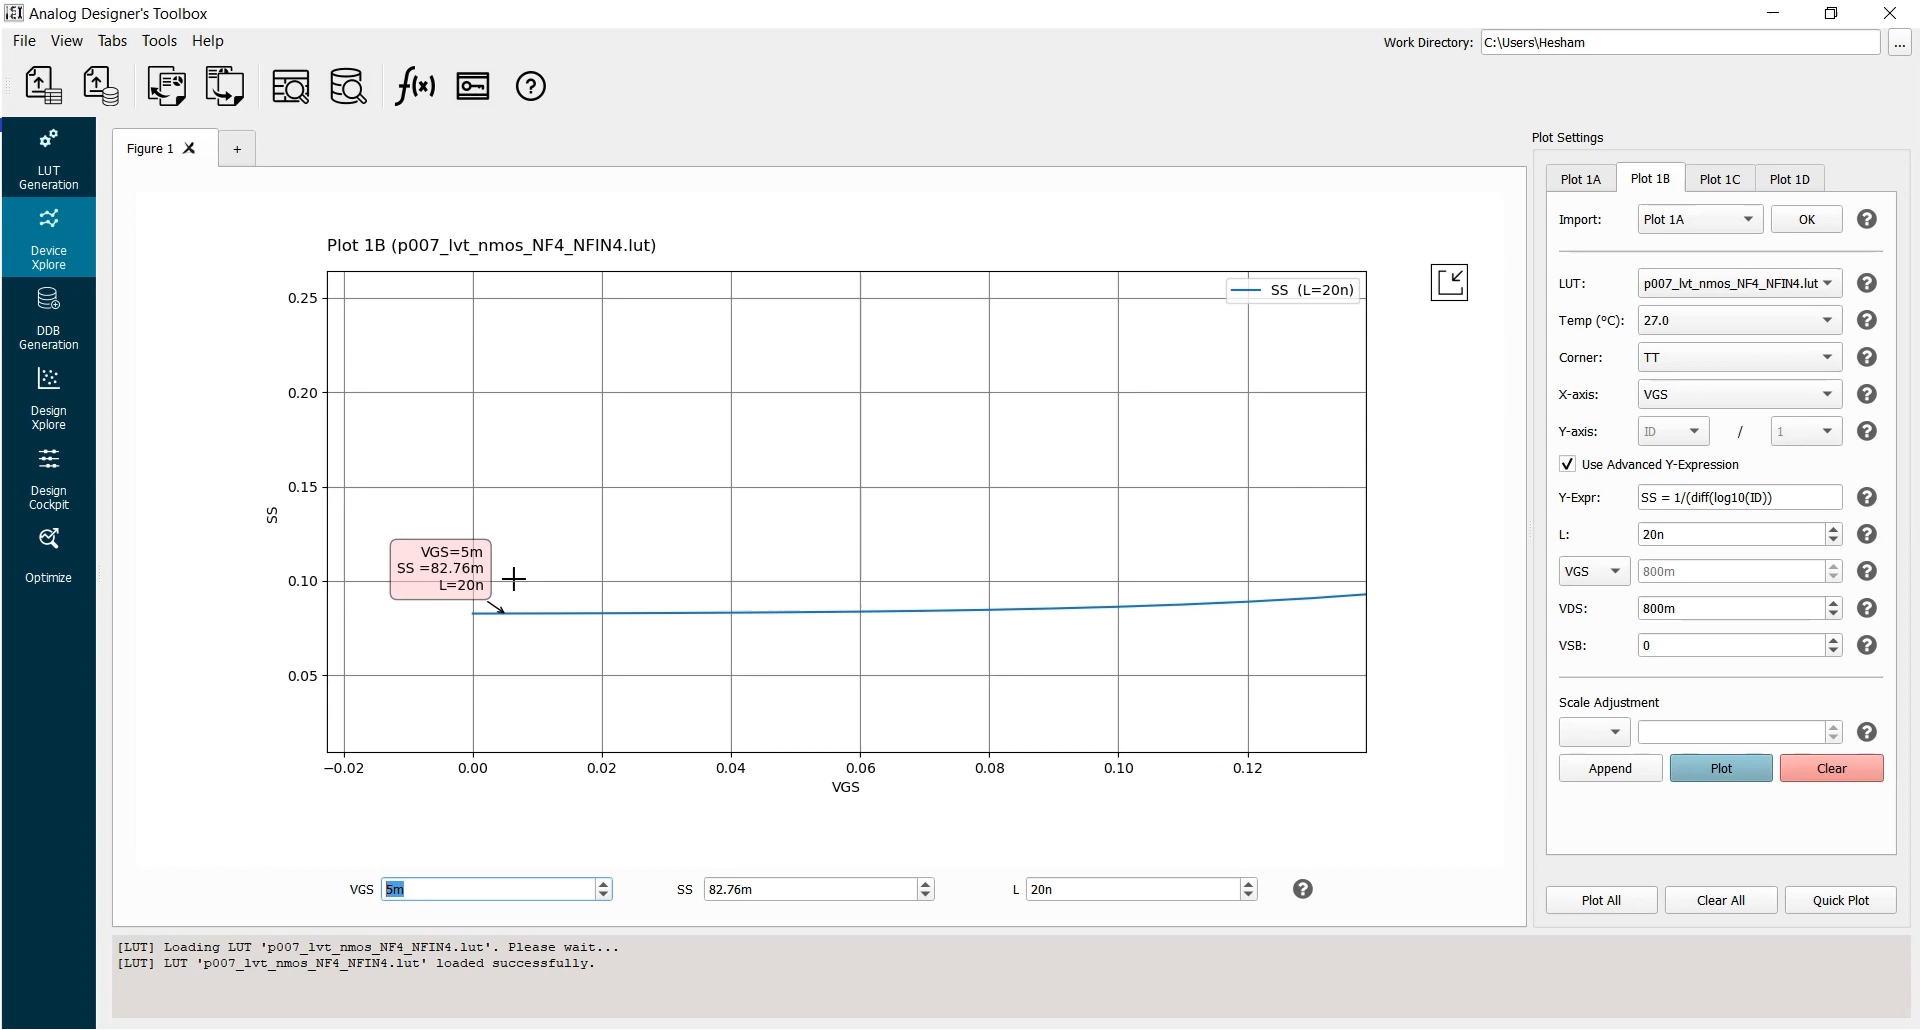 Analog Designer's Toolbox
File View Tabs Tools Help
Work Directory: C:\Users\Hesham ...
f(x)
LUT
Generation
Device
Xplore
DDB
Generation
Design
Xplore
Design
Cockpit
Optimize
Figure 1 +
Plot 1B (p007_lvt_nmos_NF4_NFIN4.lut)
SS (L=20n)
0.25
0.20
0.15
0.10
0.05
SS
VGS=5m
SS =82.76m
L=20n
−0.02 0.00 0.02 0.04 0.06 0.08 0.10 0.12
VGS
VGS 5m SS 82.76m L 20n ?
Plot Settings
Plot 1A Plot 1B Plot 1C Plot 1D
Import: Plot 1A OK ?
LUT: p007_lvt_nmos_NF4_NFIN4.lut ?
Temp (ºC): 27.0 ?
Corner: TT ?
X-axis: VGS ?
Y-axis: ID / 1 ?
Use Advanced Y-Expression
Y-Expr: SS = 1/(diff(log10(ID)) ?
L: 20n ?
VGS 800m ?
VDS: 800m ?
VSB: 0 ?
Scale Adjustment
?
Append Plot Clear
Plot All Clear All Quick Plot
[LUT] Loading LUT 'p007_lvt_nmos_NF4_NFIN4.lut'. Please wait...
[LUT] LUT 'p007_lvt_nmos_NF4_NFIN4.lut' loaded successfully.